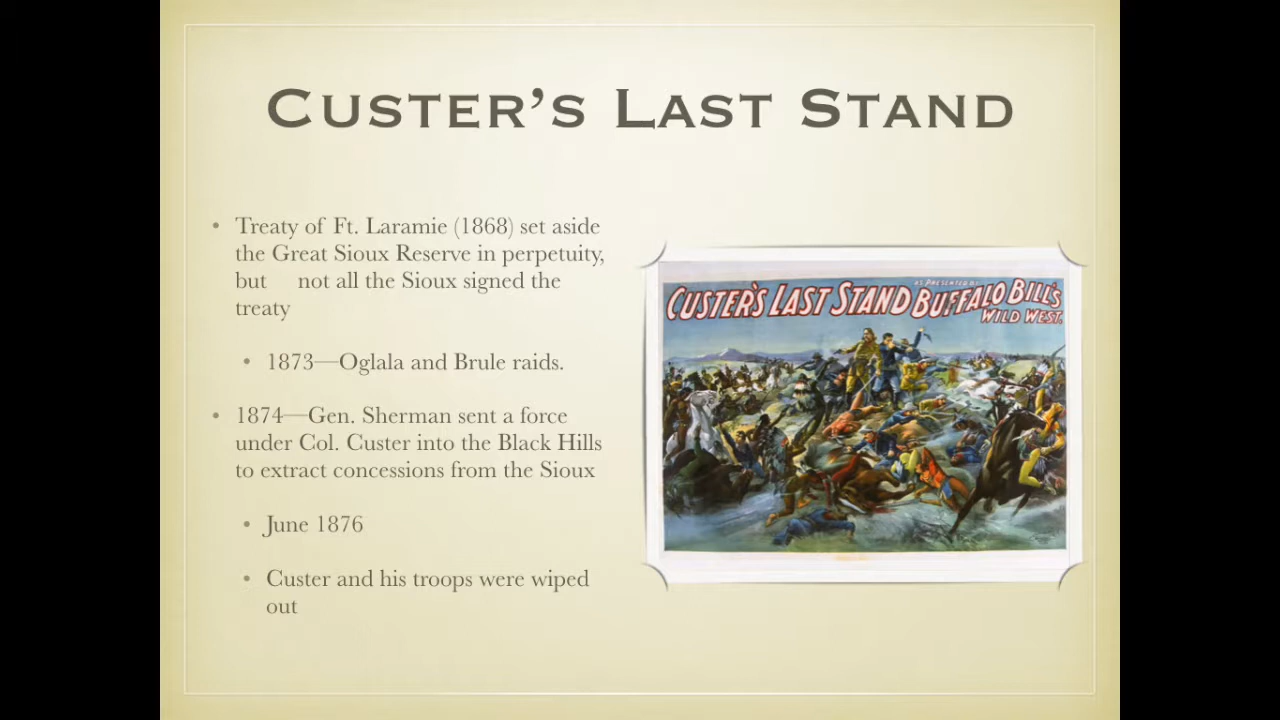 Custer's Last Stand
• Treaty of Ft. Laramie (1868) set aside
the Great Sioux Reserve in perpetuity,
but not all the Sioux signed the
treaty
• 1873—Oglala and Brule raids.
• 1874—Gen. Sherman sent a force
under Col. Custer into the Black Hills
to extract concessions from the Sioux
• June 1876
• Custer and his troops were wiped
out
CUSTER'S LAST STAND AS PRESENTED BY BUFFALO BILL'S
WILD WEST.